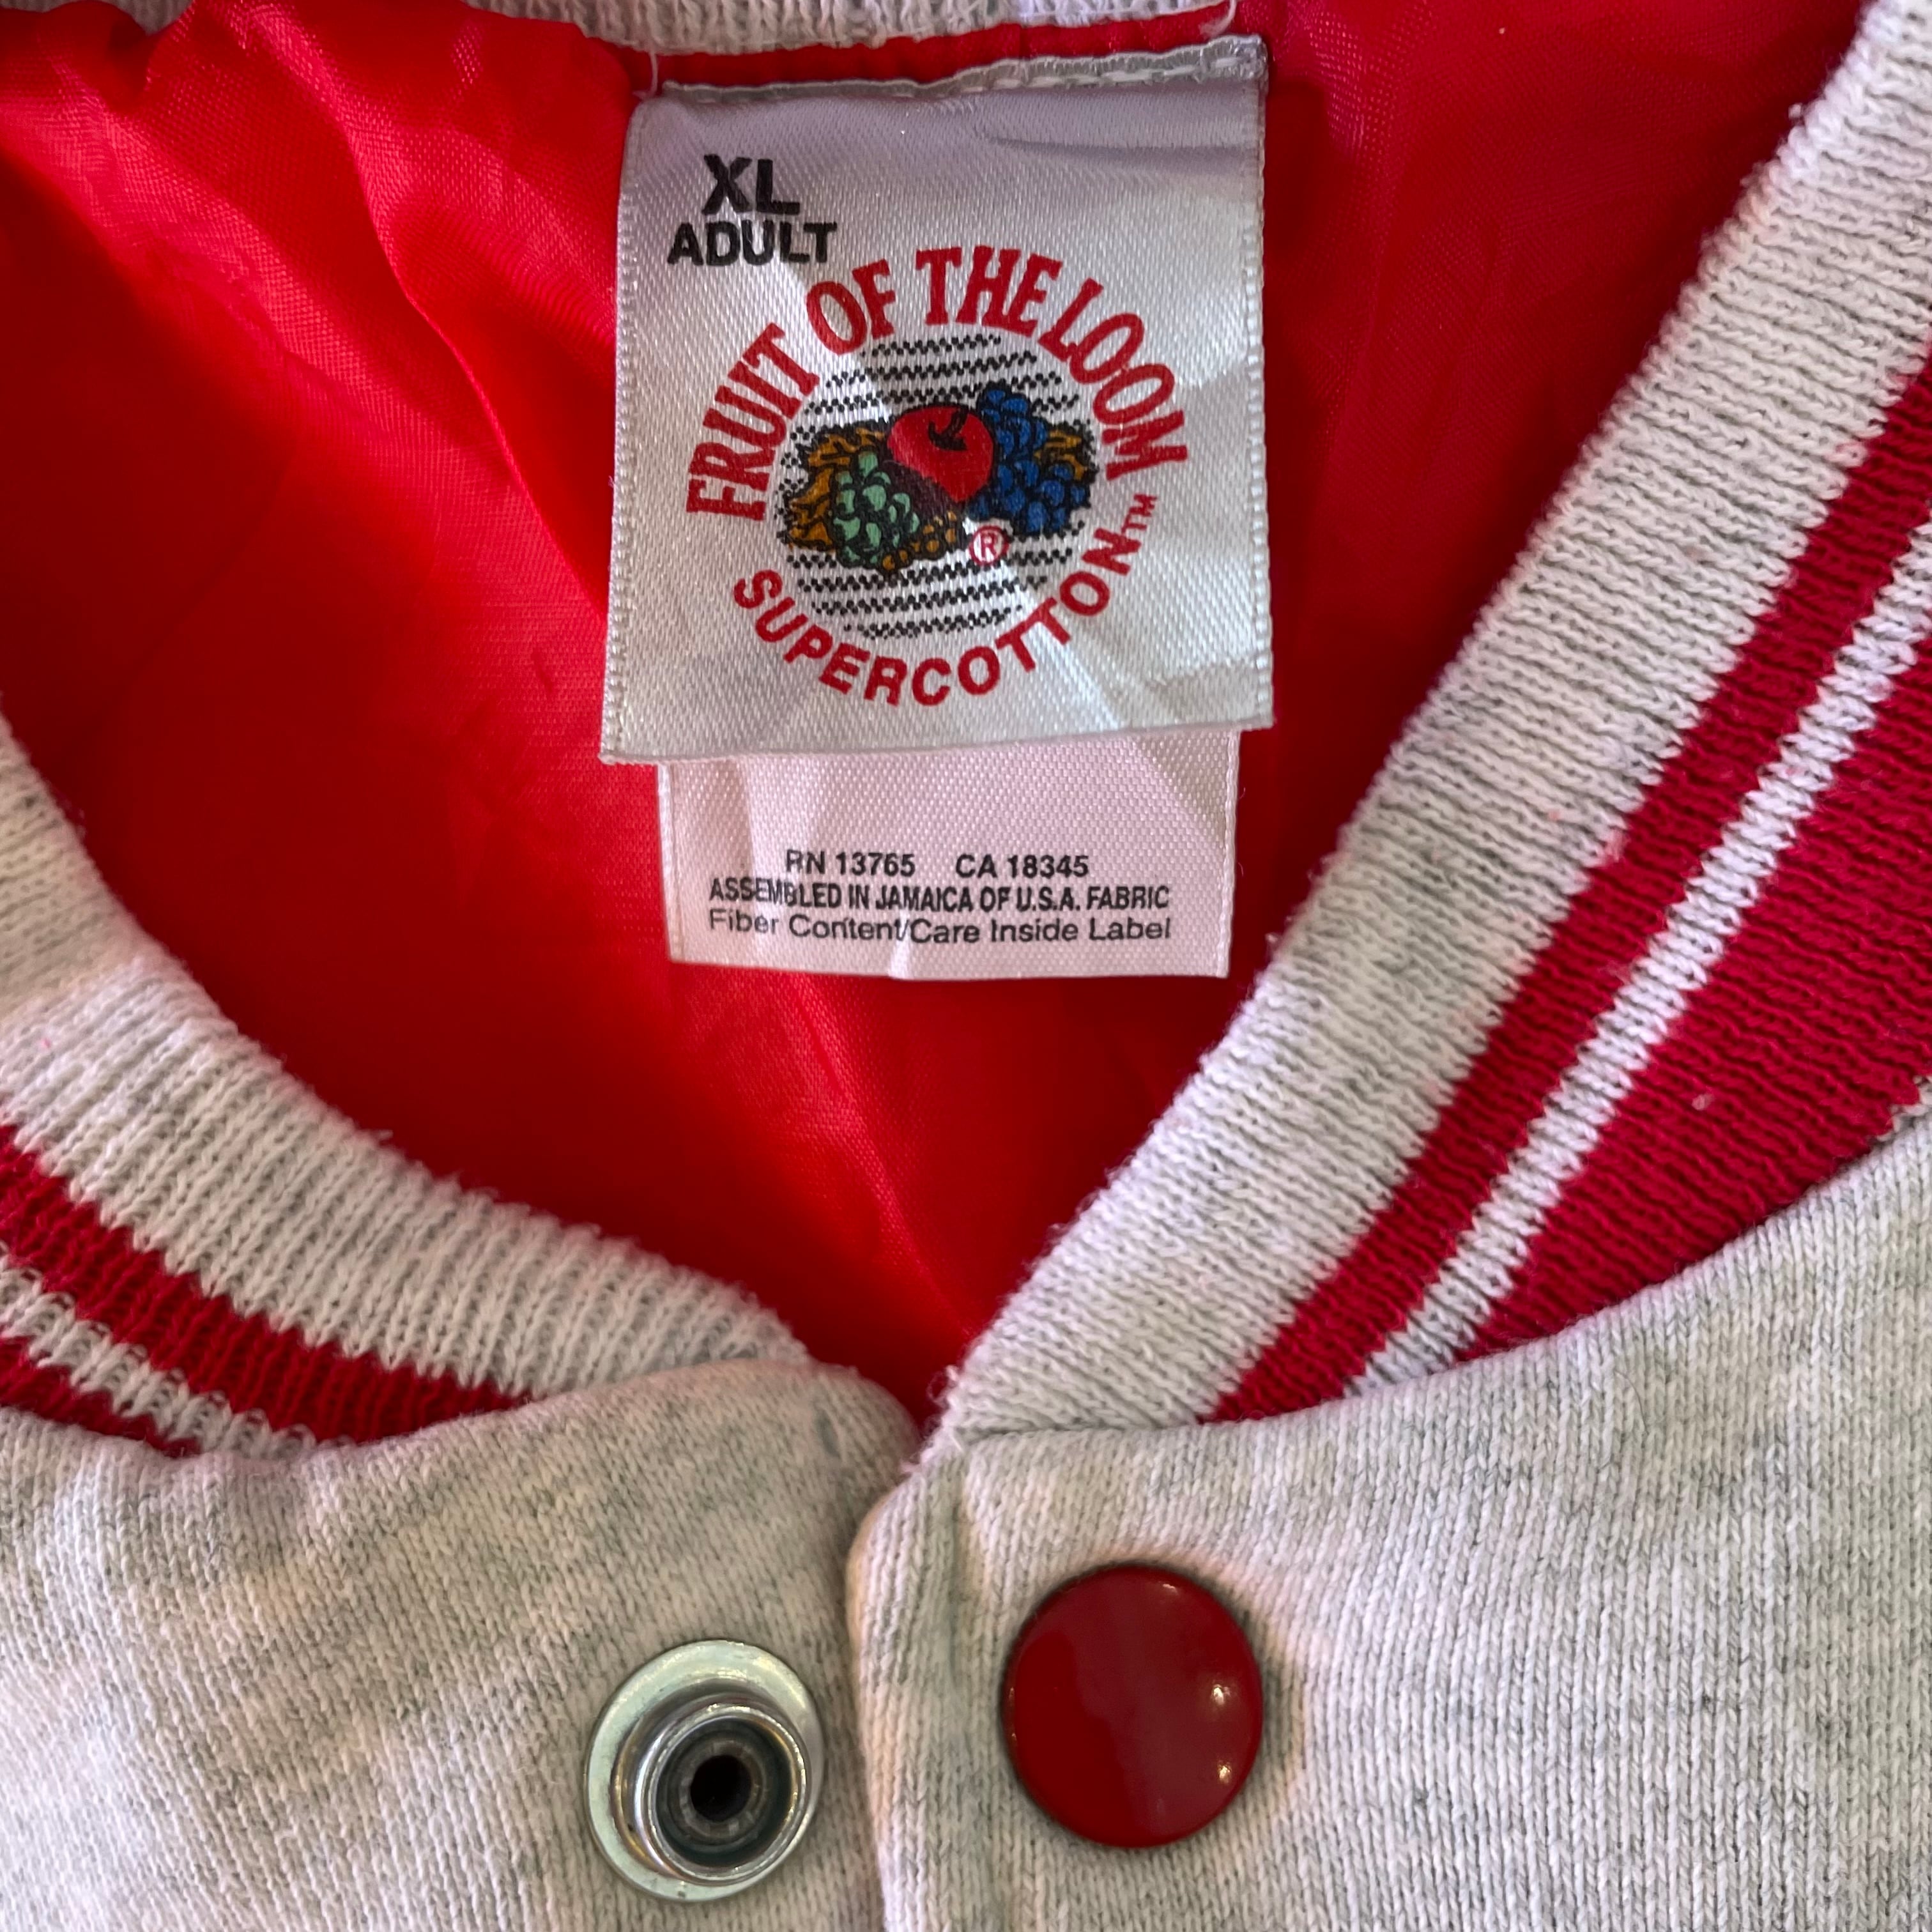 XL
ADULT
FRUIT OF THE LOOM
®
SUPERCOTTON™
RN 13765 CA 18345
ASSEMBLED IN JAMAICA OF U.S.A. FABRIC
Fiber Content/Care Inside Label